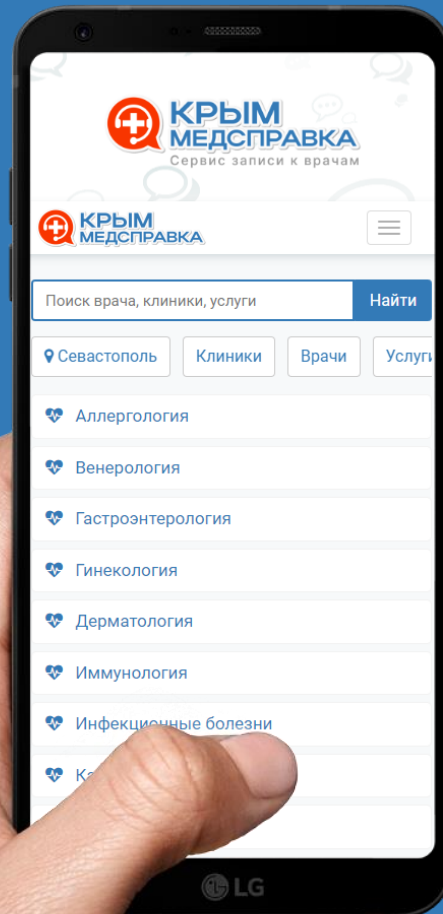 КРЫМ
МЕДСПРАВКА
Сервис записи к врачам
КРЫМ
МЕДСПРАВКА
Поиск врача, клиники, услуги
Найти
Севастополь
Клиники
Врачи
Аллергология
Венерология
Гастроэнтерология
Гинекология
Дерматология
Иммунология
Инфекционные болезни
LG